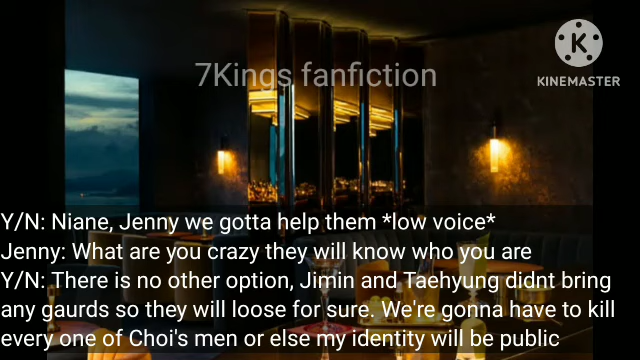 7Kings fanfiction
KINEMASTER
Y/N: Niane, Jenny we gotta help them *low voice*
Jenny: What are you crazy they will know who you are
Y/N: There is no other option, Jimin and Taehyung didnt bring
any gaurds so they will loose for sure. We're gonna have to kill
every one of Choi's men or else my identity will be public